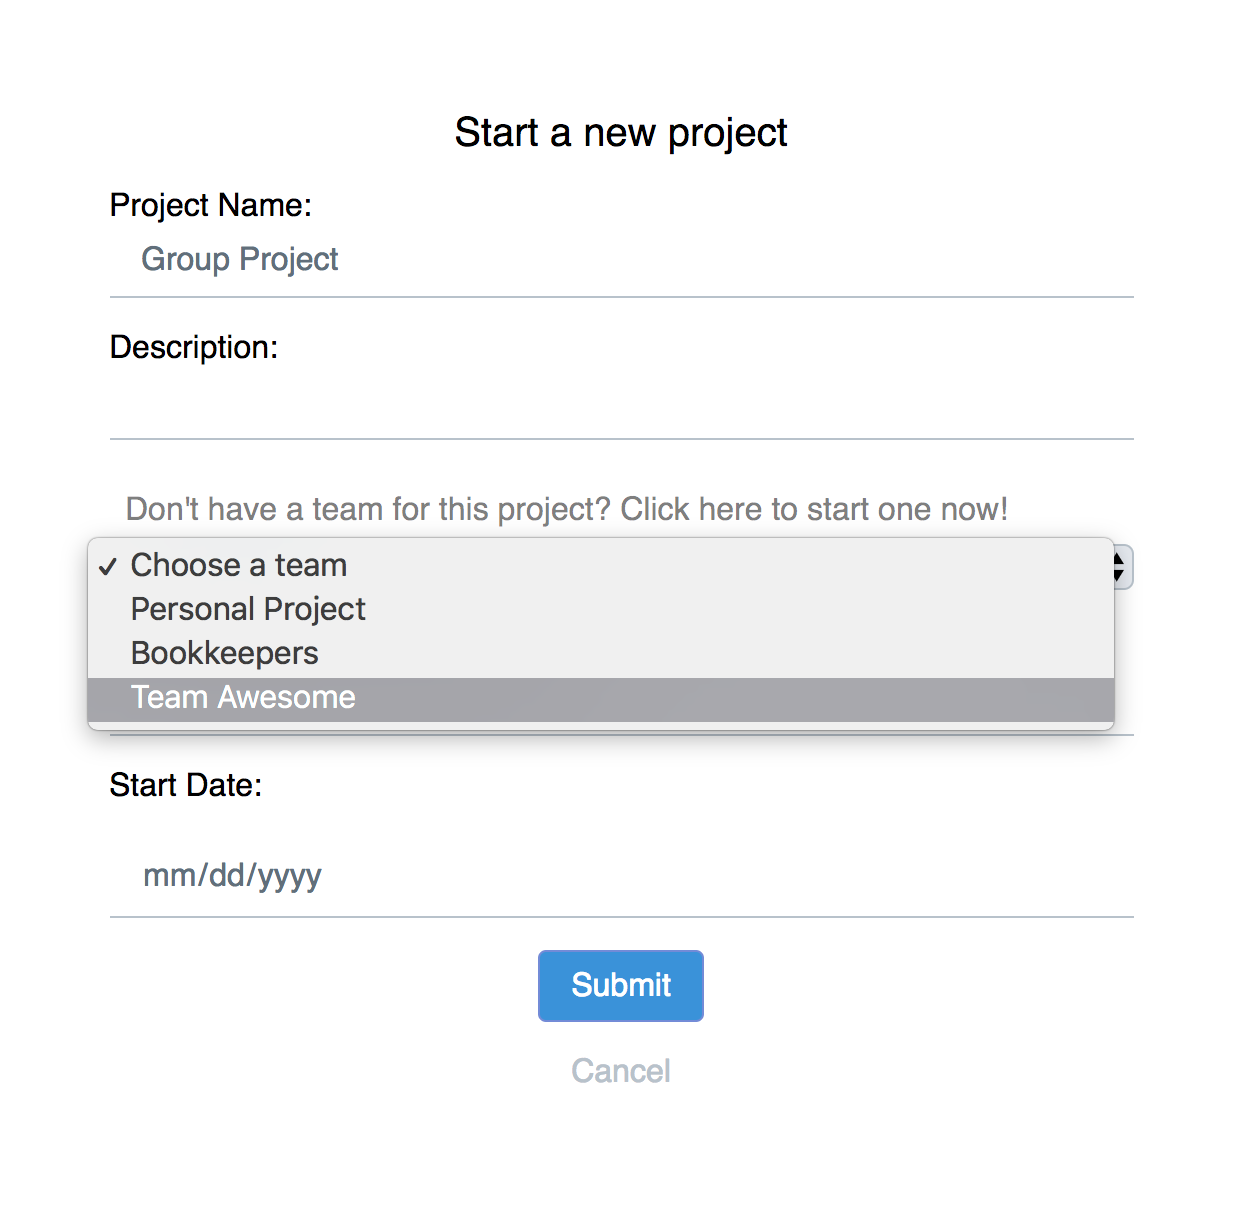 Start a new project
Project Name:
Group Project
Description:
Don't have a team for this project? Click here to start one now!
✓ Choose a team
Personal Project
Bookkeepers
Team Awesome
Start Date:
mm/dd/yyyy
Submit
Cancel